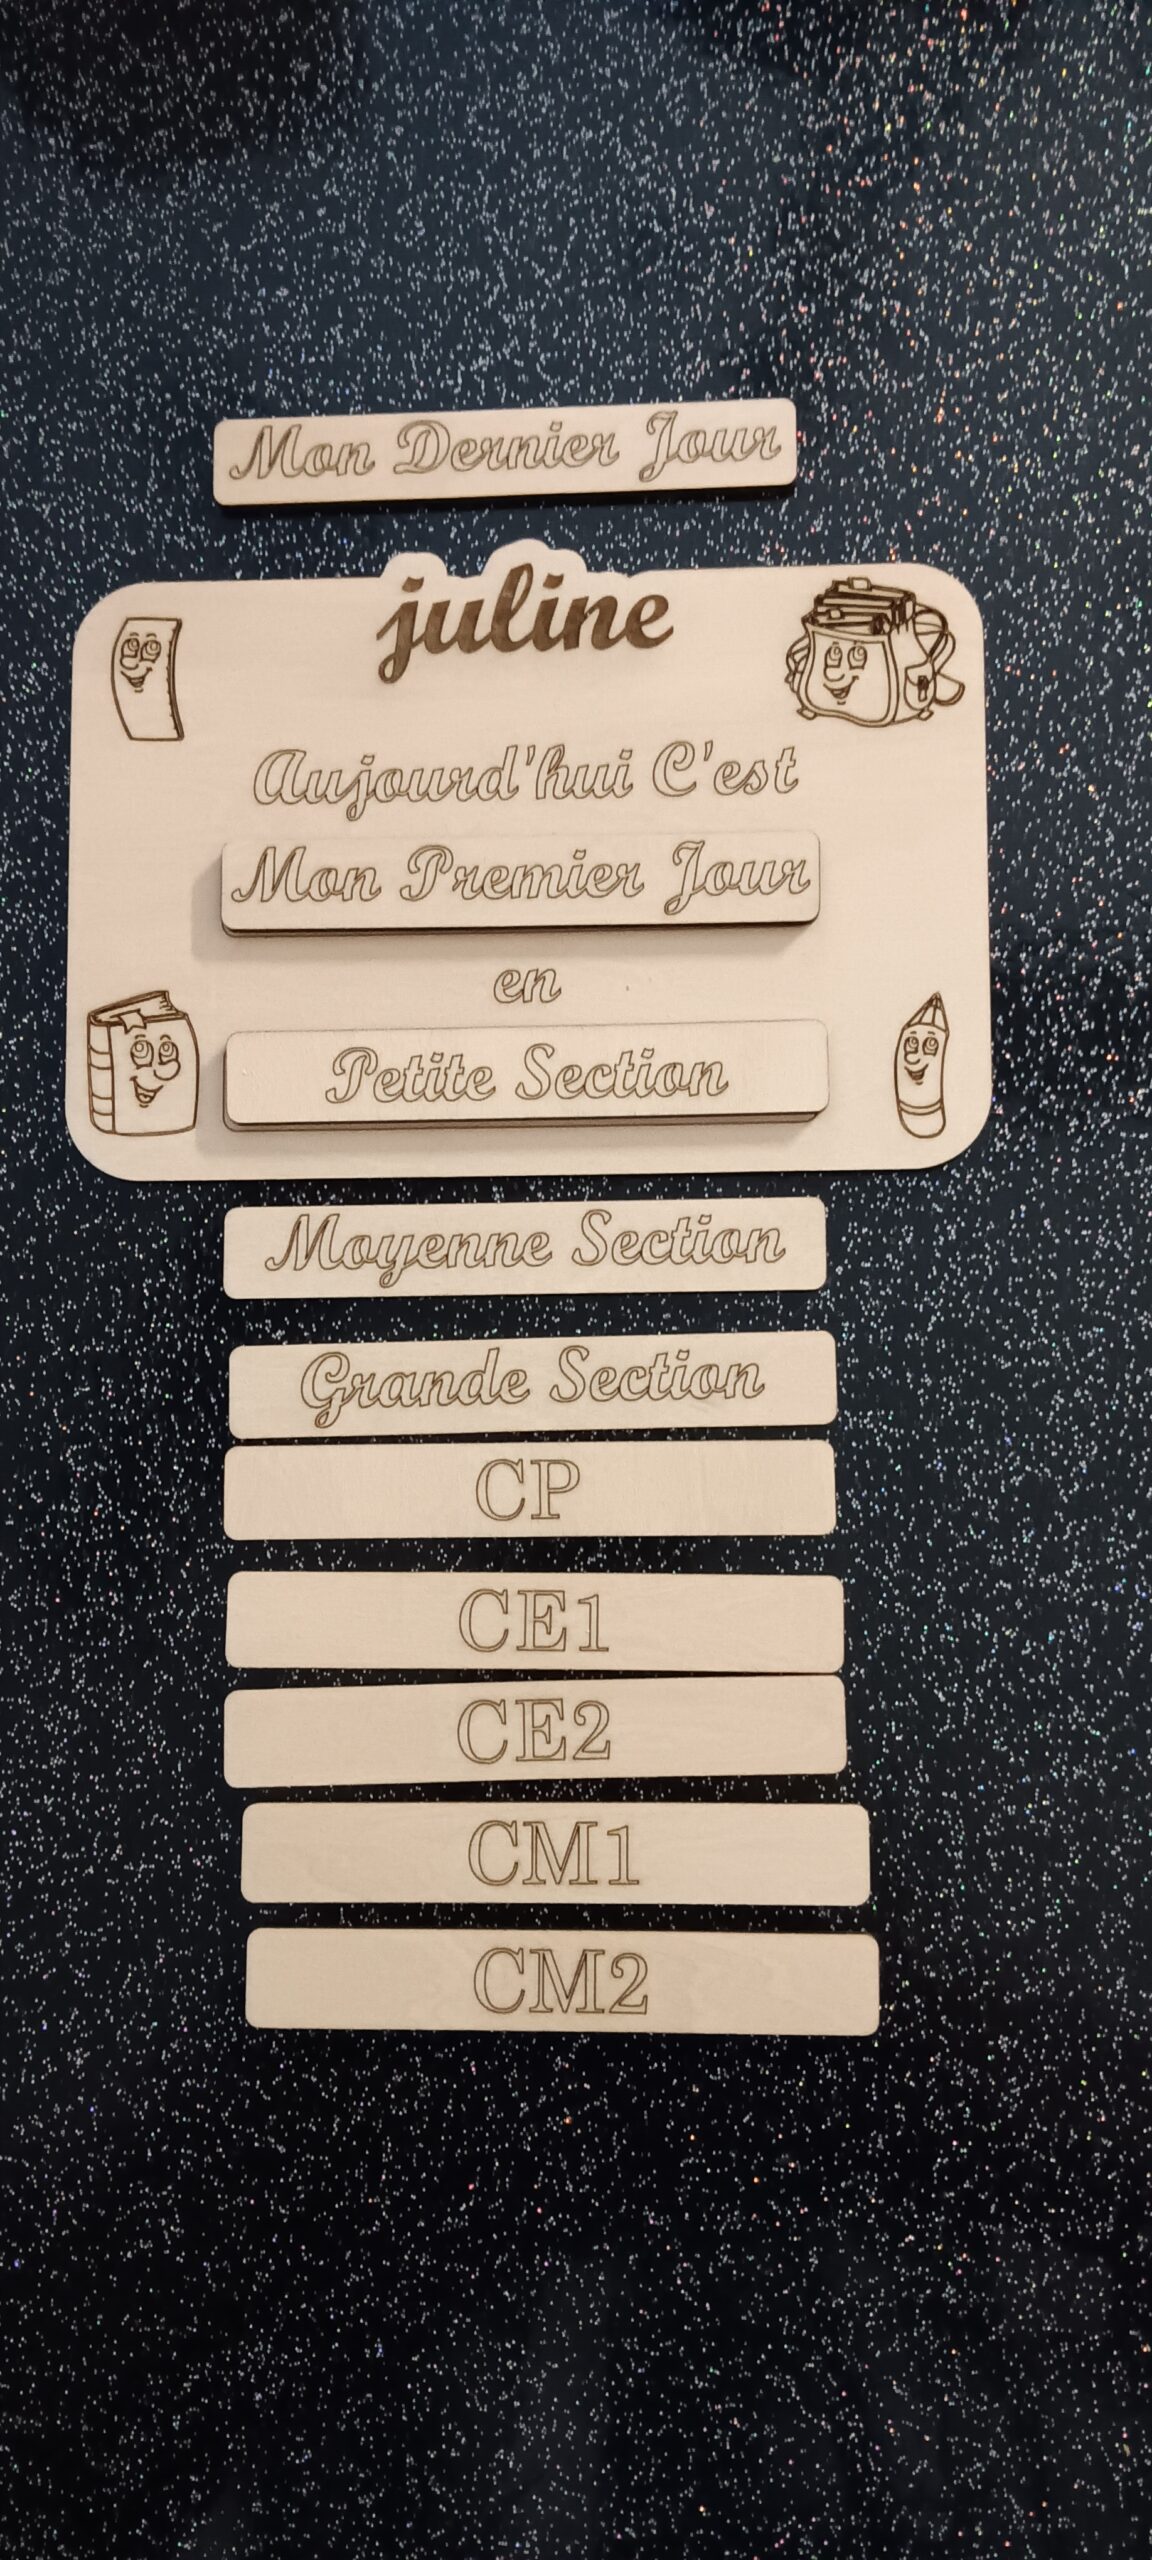 Mon Dernier Jour
juline
Aujourd'hui C'est
Mon Premier Jour
en
Petite Section
Moyenne Section
Grande Section
CP
CE1
CE2
CM1
CM2